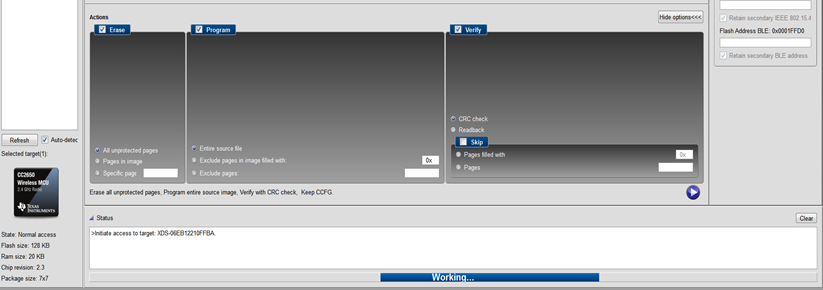 Actions
Hide options<<<
Erase
Program
Verify
Retain secondary IEEE 802.15.4
Flash Address BLE: 0x0001FFD0
Retain secondary BLE address
CRC check
Readback
Skip
All unprotected pages
Pages in image
Specific page
Entire source file
Exclude pages in image filled with:
0x
Exclude pages:
Pages filled with
0x
Pages
Refresh
Auto-detec
Selected target(1):
CC2650
Wireless MCU
2.4 GHz Radio
TEXAS
INSTRUMENTS
Erase all unprotected pages, Program entire source image, Verify with CRC check, Keep CCFG.
Status
Clear
>Initiate access to target: XDS-06EB12210FFBA.
State: Normal access
Flash size: 128 KB
Ram size: 20 KB
Chip revision: 2.3
Package size: 7x7
Working...